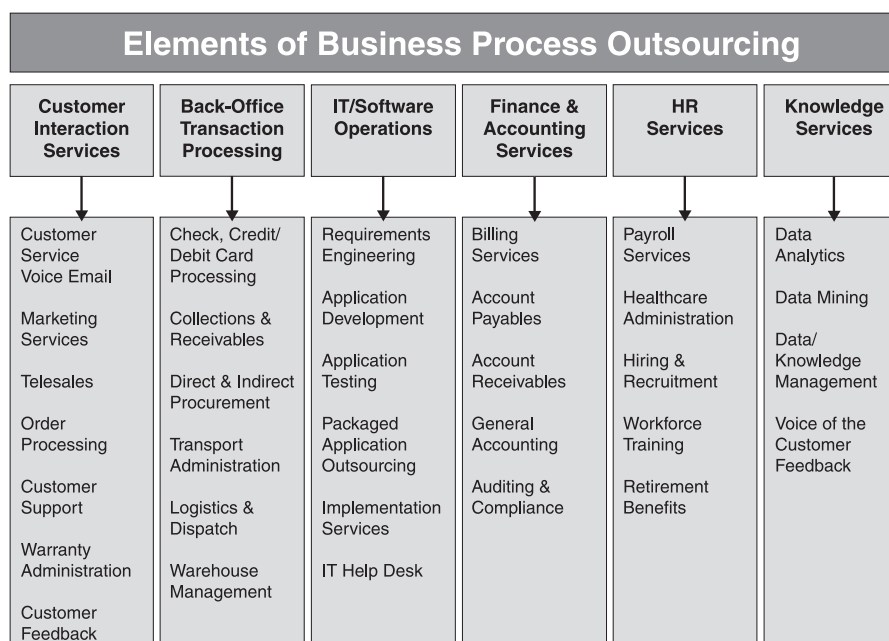 Elements of Business Process Outsourcing
Customer
Interaction
Services
Back-Office
Transaction
Processing
IT/Software
Operations
Finance &
Accounting
Services
HR
Services
Knowledge
Services
Customer
Service
Voice Email
Marketing
Services
Telesales
Order
Processing
Customer
Support
Warranty
Administration
Customer
Feedback
Check, Credit/
Debit Card
Processing
Collections &
Receivables
Direct & Indirect
Procurement
Transport
Administration
Logistics &
Dispatch
Warehouse
Management
Requirements
Engineering
Application
Development
Application
Testing
Packaged
Application
Outsourcing
Implementation
Services
IT Help Desk
Billing
Services
Account
Payables
Account
Receivables
General
Accounting
Auditing &
Compliance
Payroll
Services
Healthcare
Administration
Hiring &
Recruitment
Workforce
Training
Retirement
Benefits
Data
Analytics
Data Mining
Data/
Knowledge
Management
Voice of the
Customer
Feedback